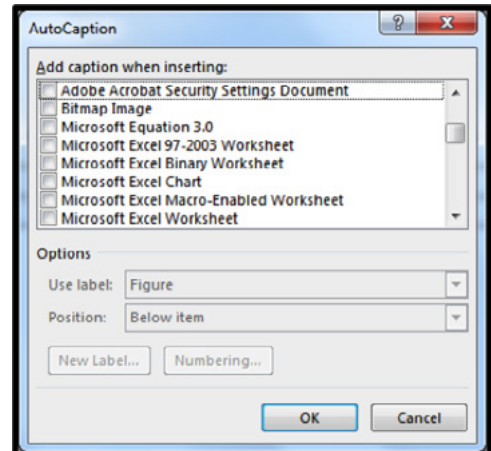 AutoCaption
Add caption when inserting:
Adobe Acrobat Security Settings Document
Bitmap Image
Microsoft Equation 3.0
Microsoft Excel 97-2003 Worksheet
Microsoft Excel Binary Worksheet
Microsoft Excel Chart
Microsoft Excel Macro-Enabled Worksheet
Microsoft Excel Worksheet
Options
Use label: Figure
Position: Below item
New Label... Numbering...
OK Cancel